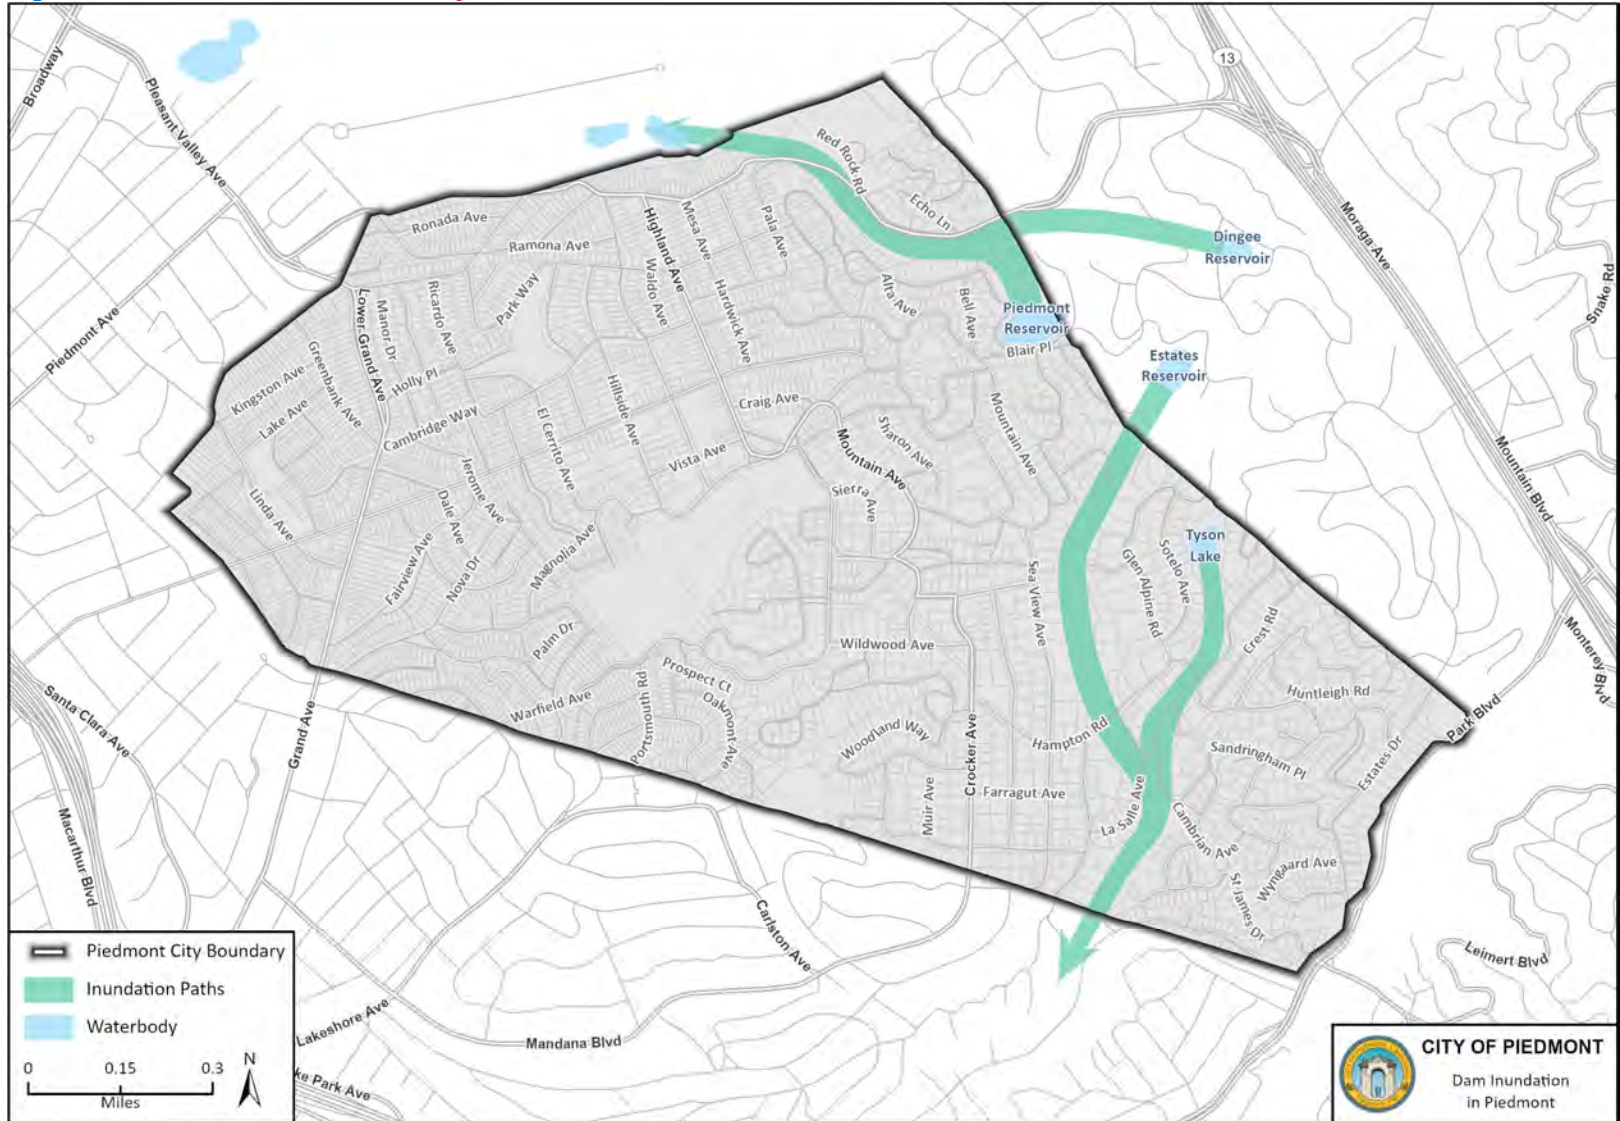 Broadway
Pleasant Valley Ave
13
Red Rock Rd
Echo Ln
Ronada Ave
Ramona Ave
Highland Ave
Mesa Ave
Pala Ave
Moraga Ave
Snake Rd
Dingee
Reservoir
Piedmont Ave
Lower Grand Ave
Manor Dr
Ricardo Ave
Park Way
Waldo Ave
Hardwick Ave
Alta Ave
Bell Ave
Piedmont
Reservoir
Blair Pl
Estates
Reservoir
Kingston Ave
Greenbank Ave
Lake Ave
Holly Pl
Cambridge Way
El Cerrito Ave
Hillside Ave
Craig Ave
Vista Ave
Mountain Ave
Sharon Ave
Mountain Ave
Sierra Ave
Mountain Blvd
Linda Ave
Jerome Ave
Dale Ave
Fairview Ave
Nova Dr
Magnolia Ave
Tyson
Lake
Sotelo Ave
Glen Alpine Rd
Sea View Ave
Crest Rd
Monterey Blvd
Palm Dr
Wildwood Ave
Prospect Ct
Oakmont Ave
Portsmouth Rd
Warfield Ave
Huntleigh Rd
Park Blvd
Santa Clara Ave
Grand Ave
Woodland Way
Crocker Ave
Hampton Rd
Sandringham Pl
Estates Dr
Macarthur Blvd
Muir Ave
Farragut Ave
La Salle Ave
Cambrian Ave
Wyngaard Ave
St James Dr
Carlston Ave
Leimert Blvd
Mandana Blvd
Lakeshore Ave
ke Park Ave
Piedmont City Boundary
Inundation Paths
Waterbody
0 0.15 0.3
Miles
N
CITY OF PIEDMONT
Dam Inundation
in Piedmont